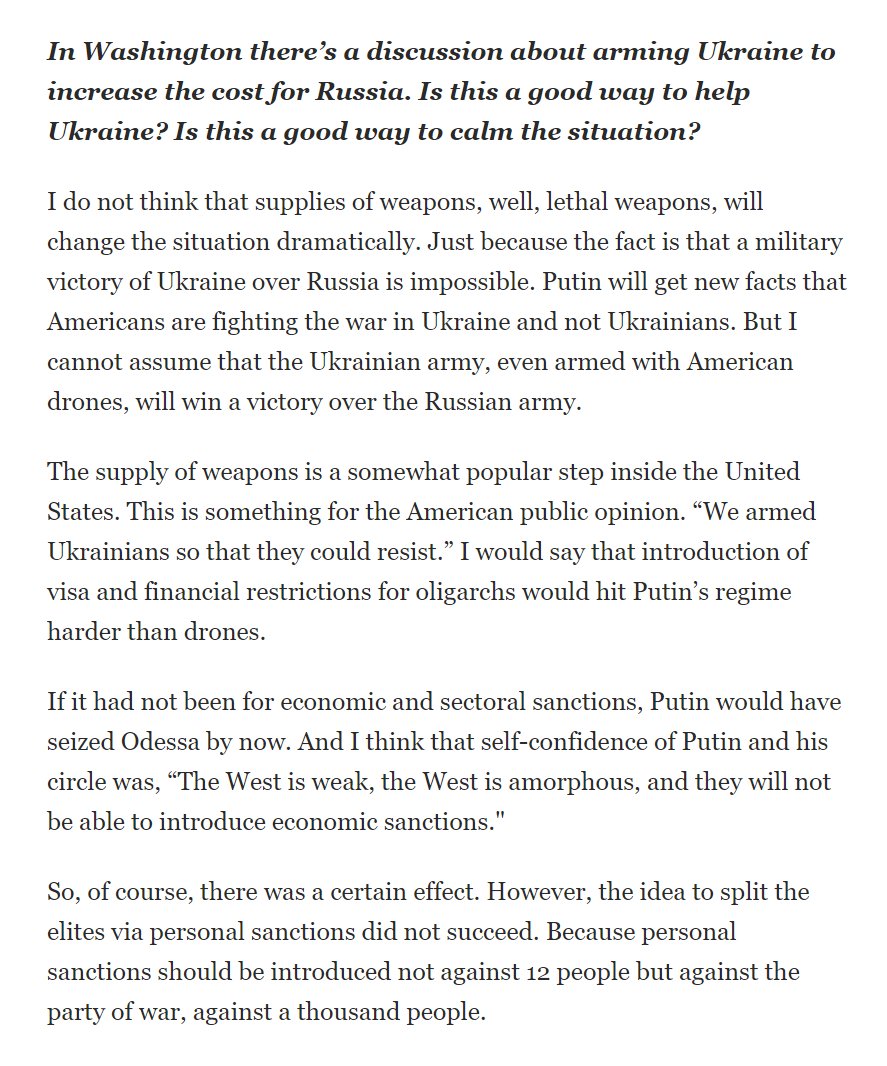 In Washington there’s a discussion about arming Ukraine to
increase the cost for Russia. Is this a good way to help
Ukraine? Is this a good way to calm the situation?
I do not think that supplies of weapons, well, lethal weapons, will
change the situation dramatically. Just because the fact is that a military
victory of Ukraine over Russia is impossible. Putin will get new facts that
Americans are fighting the war in Ukraine and not Ukrainians. But I
cannot assume that the Ukrainian army, even armed with American
drones, will win a victory over the Russian army.
The supply of weapons is a somewhat popular step inside the United
States. This is something for the American public opinion. “We armed
Ukrainians so that they could resist.” I would say that introduction of
visa and financial restrictions for oligarchs would hit Putin’s regime
harder than drones.
If it had not been for economic and sectoral sanctions, Putin would have
seized Odessa by now. And I think that self-confidence of Putin and his
circle was, “The West is weak, the West is amorphous, and they will not
be able to introduce economic sanctions."
So, of course, there was a certain effect. However, the idea to split the
elites via personal sanctions did not succeed. Because personal
sanctions should be introduced not against 12 people but against the
party of war, against a thousand people.